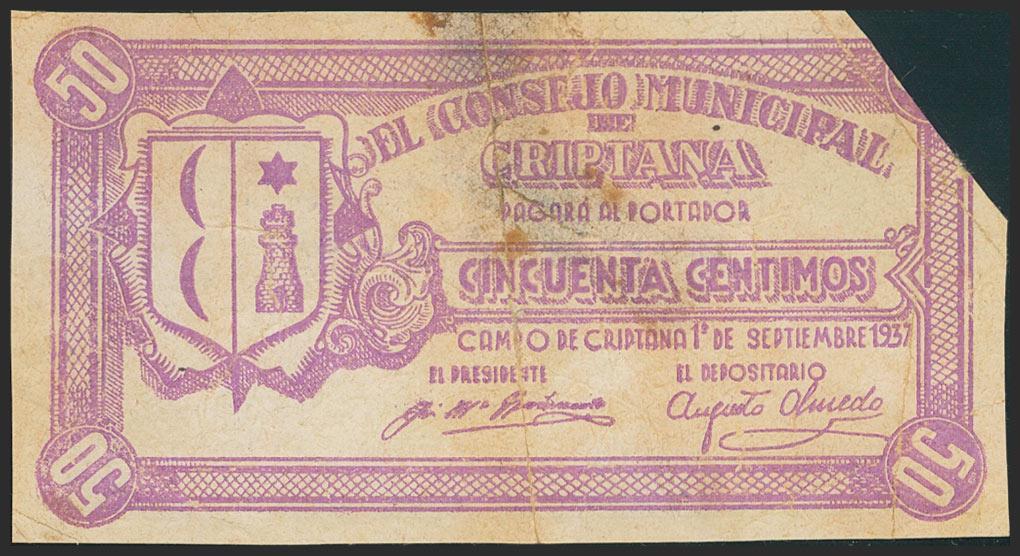 50
EL CONSEJO MUNICIPAL
DE
CRIPTANA
PAGARÁ AL PORTADOR
CINCUENTA CENTIMOS
CAMPO DE CRIPTANA 1º DE SEPTIEMBRE 1937
EL PRESIDENTE EL DEPOSITARIO
Augusto Olmedo
50 50